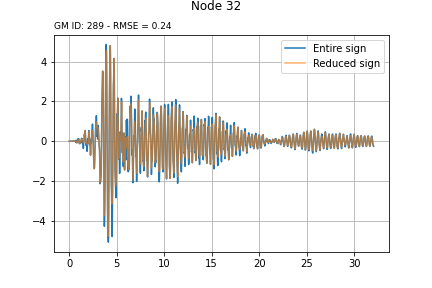 Node 32
GM ID: 289 - RMSE = 0.24
Entire sign
Reduced sign
4
2
0
−2
−4
0 5 10 15 20 25 30